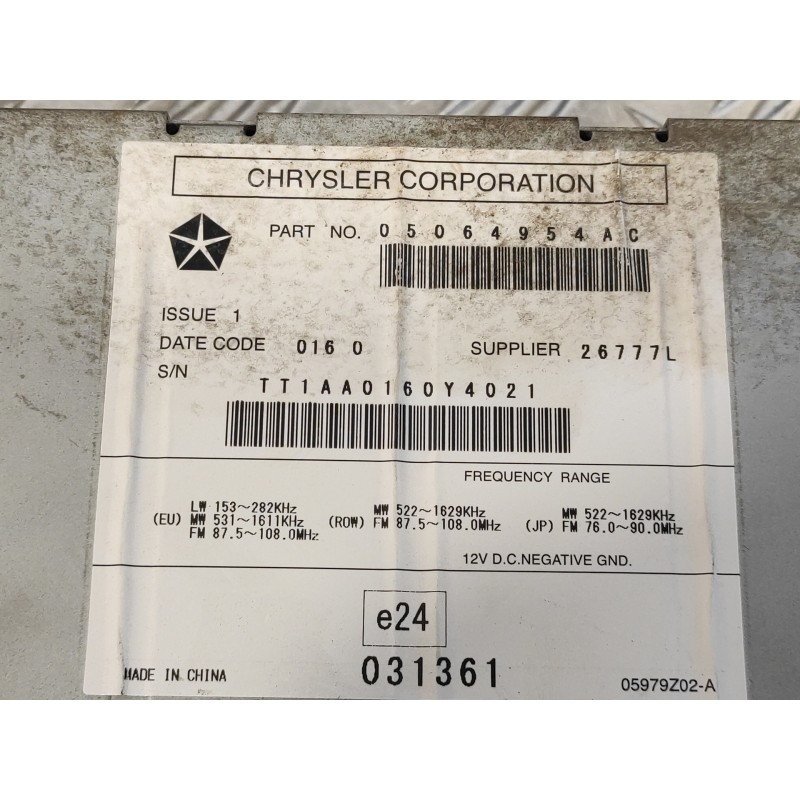 CHRYSLER CORPORATION
PART NO. 05064954AC
ISSUE 1
DATE CODE 0160 SUPPLIER 26777L
S/N
TT1AA0160Y4021
FREQUENCY RANGE
LW 153~282KHz
(EU) MW 531~1611KHz
FM 87.5~108.0MHz
MW 522~1629KHz
(ROW) FM 87.5~108.0MHz
MW 522~1629KHz
(JP) FM 76.0~90.0MHz
12V D.C.NEGATIVE GND.
e24
031361
MADE IN CHINA
05979Z02-A